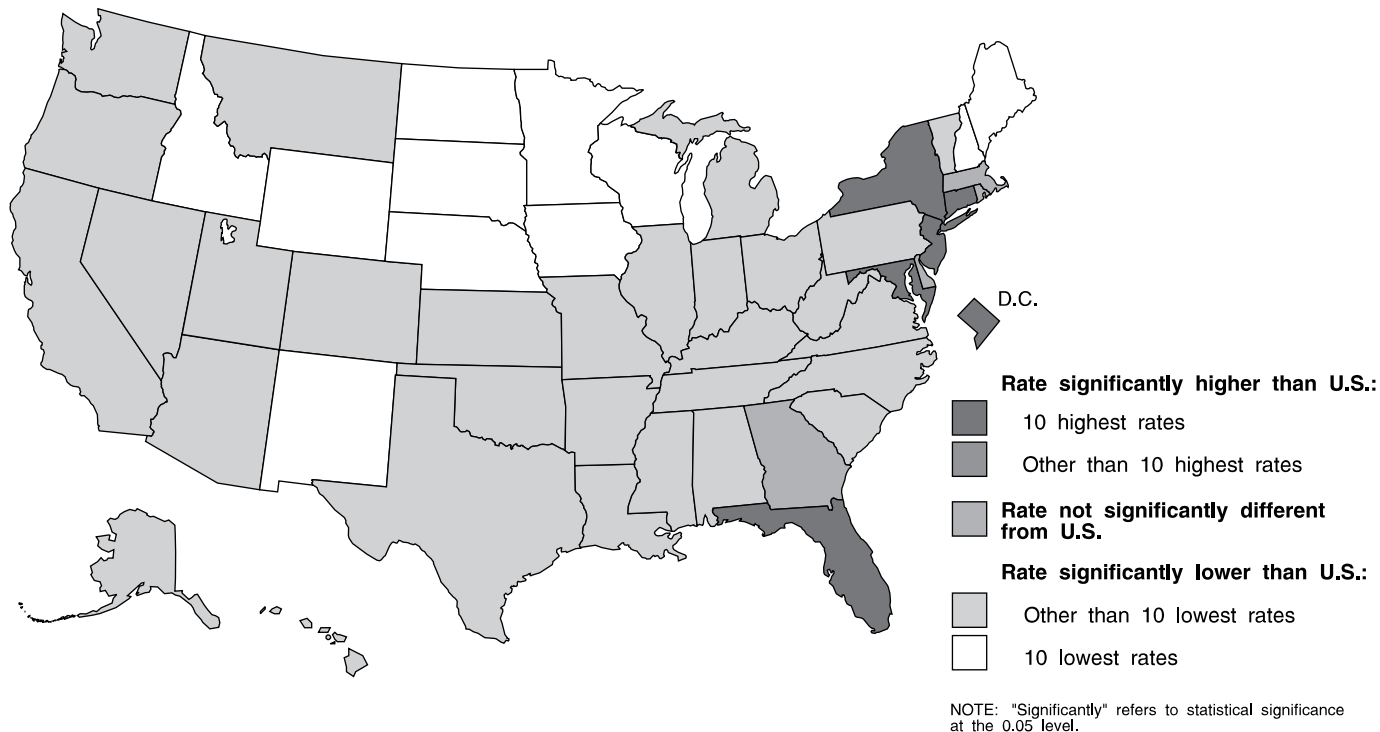 D.C.
Rate significantly higher than U.S.:
10 highest rates
Other than 10 highest rates
Rate not significantly different
from U.S.
Rate significantly lower than U.S.:
Other than 10 lowest rates
10 lowest rates
NOTE: "Significantly" refers to statistical significance
at the 0.05 level.